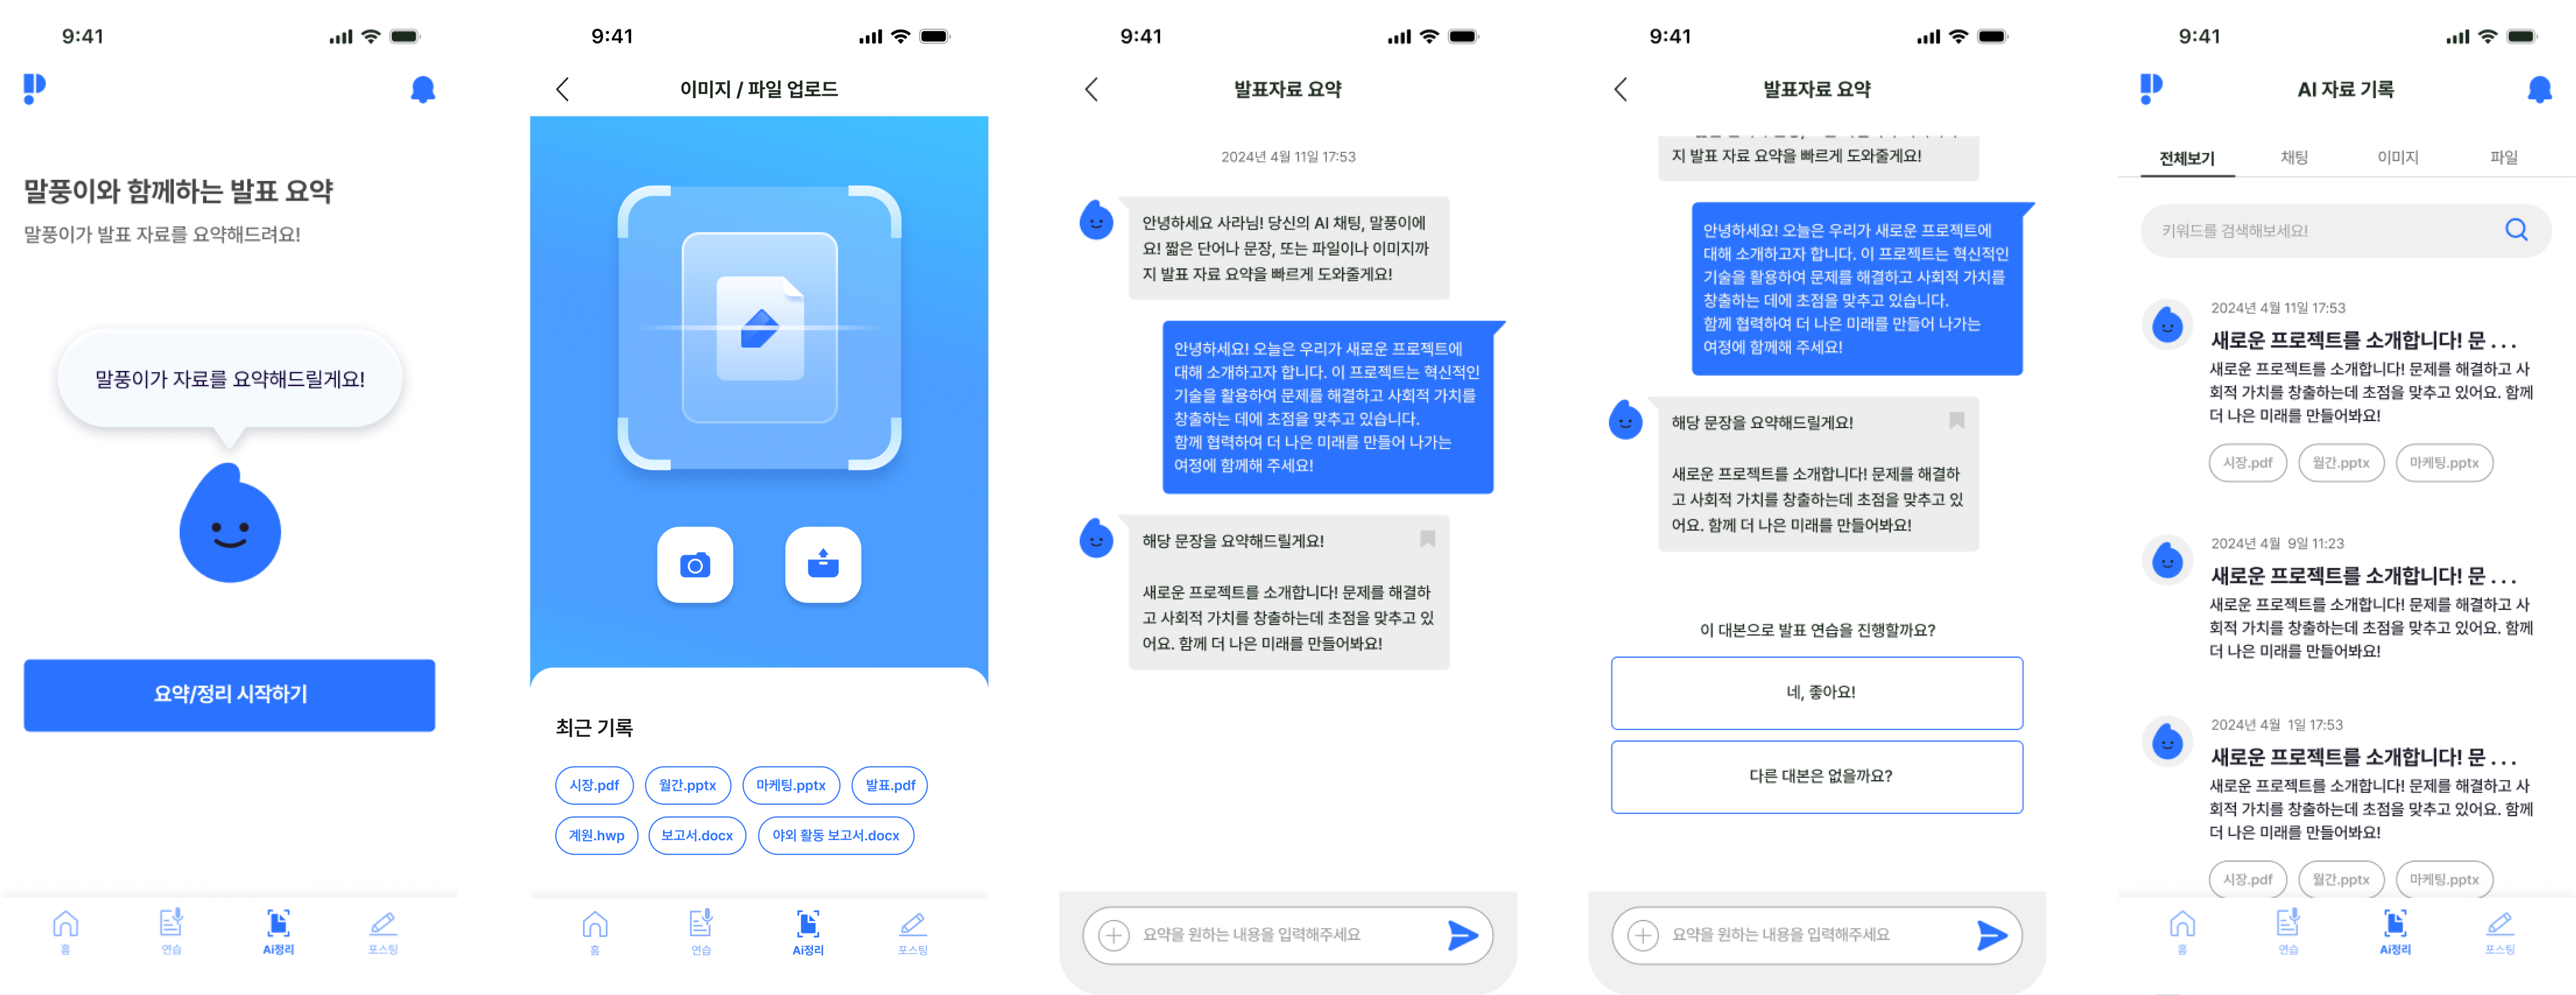 9:41
말풍이와 함께하는 발표 요약
말풍이가 발표 자료를 요약해드려요!
말풍이가 자료를 요약해드릴게요!
요약/정리 시작하기
홈
연습
Ai정리
포스팅
9:41
이미지 / 파일 업로드
최근 기록
시장.pdf
월간.pptx
마케팅.pptx
발표.pdf
계원.hwp
보고서.docx
야외 활동 보고서.docx
홈
연습
Ai정리
포스팅
9:41
발표자료 요약
2024년 4월 11일 17:53
안녕하세요 사라님! 당신의 AI 채팅, 말풍이에
요! 짧은 단어나 문장, 또는 파일이나 이미지까
지 발표 자료 요약을 빠르게 도와줄게요!
안녕하세요! 오늘은 우리가 새로운 프로젝트에
대해 소개하고자 합니다. 이 프로젝트는 혁신적인
기술을 활용하여 문제를 해결하고 사회적 가치를
창출하는 데에 초점을 맞추고 있습니다.
함께 협력하여 더 나은 미래를 만들어 나가는
여정에 함께해 주세요!
해당 문장을 요약해드릴게요!
새로운 프로젝트를 소개합니다! 문제를 해결하
고 사회적 가치를 창출하는데 초점을 맞추고 있
어요. 함께 더 나은 미래를 만들어봐요!
요약을 원하는 내용을 입력해주세요
9:41
발표자료 요약
지 발표 자료 요약을 빠르게 도와줄게요!
안녕하세요! 오늘은 우리가 새로운 프로젝트에
대해 소개하고자 합니다. 이 프로젝트는 혁신적인
기술을 활용하여 문제를 해결하고 사회적 가치를
창출하는 데에 초점을 맞추고 있습니다.
함께 협력하여 더 나은 미래를 만들어 나가는
여정에 함께해 주세요!
해당 문장을 요약해드릴게요!
새로운 프로젝트를 소개합니다! 문제를 해결하
고 사회적 가치를 창출하는데 초점을 맞추고 있
어요. 함께 더 나은 미래를 만들어봐요!
이 대본으로 발표 연습을 진행할까요?
네, 좋아요!
다른 대본은 없을까요?
요약을 원하는 내용을 입력해주세요
9:41
AI 자료 기록
전체보기
채팅
이미지
파일
키워드를 검색해보세요!
2024년 4월 11일 17:53
새로운 프로젝트를 소개합니다! 문 . . .
새로운 프로젝트를 소개합니다! 문제를 해결하고 사
회적 가치를 창출하는데 초점을 맞추고 있어요. 함께
더 나은 미래를 만들어봐요!
시장.pdf
월간.pptx
마케팅.pptx
2024년 4월 9일 11:23
새로운 프로젝트를 소개합니다! 문 . . .
새로운 프로젝트를 소개합니다! 문제를 해결하고 사
회적 가치를 창출하는데 초점을 맞추고 있어요. 함께
더 나은 미래를 만들어봐요!
2024년 4월 1일 17:53
새로운 프로젝트를 소개합니다! 문 . . .
새로운 프로젝트를 소개합니다! 문제를 해결하고 사
회적 가치를 창출하는데 초점을 맞추고 있어요. 함께
더 나은 미래를 만들어봐요!
시장.pdf
월간.pptx
마케팅.pptx
홈
연습
Ai정리
포스팅